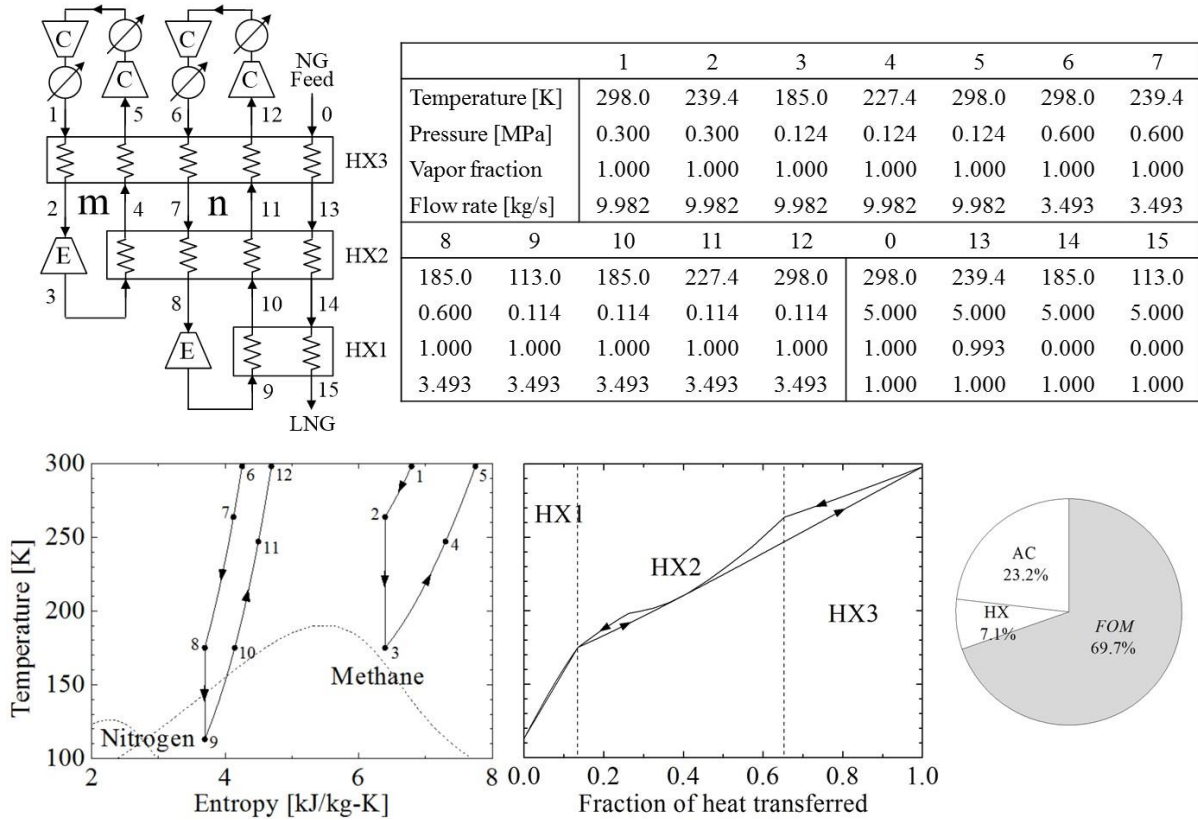 C C
C C
NG
Feed
1 5 6 12 0
HX3
2 m 4 7 n 11 13
E HX2
3 8 10 14
E HX1
9 15
LNG
1 2 3 4 5 6 7
Temperature [K] 298.0 239.4 185.0 227.4 298.0 298.0 239.4
Pressure [MPa] 0.300 0.300 0.124 0.124 0.124 0.600 0.600
Vapor fraction 1.000 1.000 1.000 1.000 1.000 1.000 1.000
Flow rate [kg/s] 9.982 9.982 9.982 9.982 9.982 3.493 3.493
8 9 10 11 12 0 13 14 15
185.0 113.0 185.0 227.4 298.0 298.0 239.4 185.0 113.0
0.600 0.114 0.114 0.114 0.114 5.000 5.000 5.000 5.000
1.000 1.000 1.000 1.000 1.000 1.000 0.993 0.000 0.000
3.493 3.493 3.493 3.493 3.493 1.000 1.000 1.000 1.000
Temperature [K]
300
250
200
150
100
6 12 1 5
7 2
11 4
8 10 3
Methane
Nitrogen 9
2 4 6 8
Entropy [kJ/kg-K]
HX1
HX2
HX3
0.0 0.2 0.4 0.6 0.8 1.0
Fraction of heat transferred
AC
23.2%
HX
7.1%
FOM
69.7%